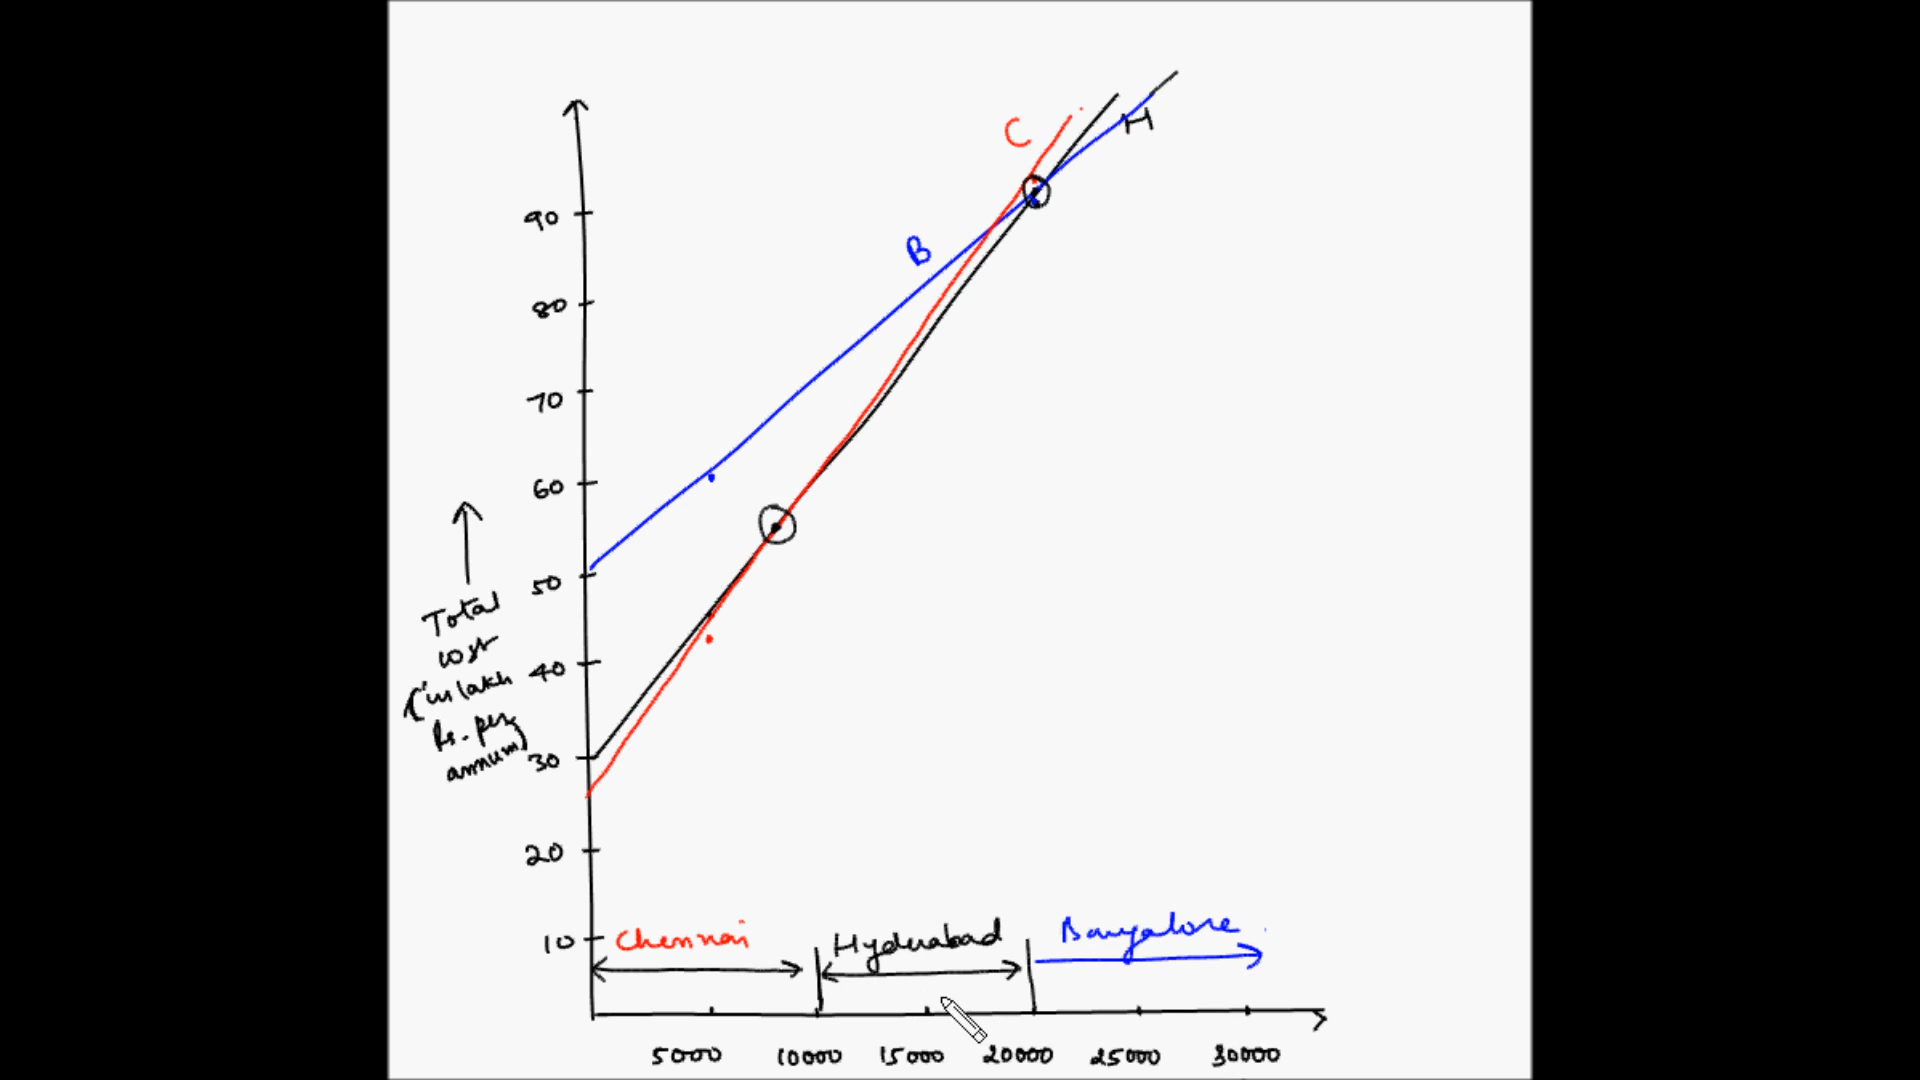 C
H
90
B
80
70
60
50
Total
cost
40
(in lakh
Rs. per
annum)
30
20
10
Chennai
Hyderabad
Bangalore
5000
10000
15000
20000
25000
30000